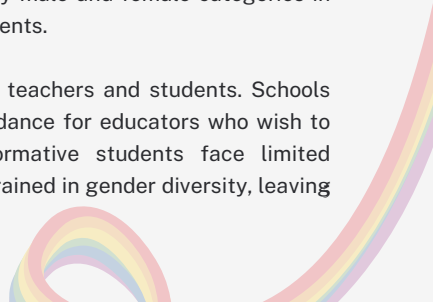 male and female categories in
ents.
teachers and students. Schools
dance for educators who wish to
ormative students face limited
rained in gender diversity, leaving